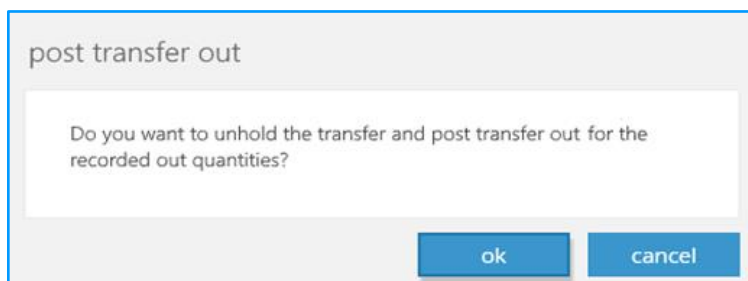 post transfer out
Do you want to unhold the transfer and post transfer out for the
recorded out quantities?
ok
cancel